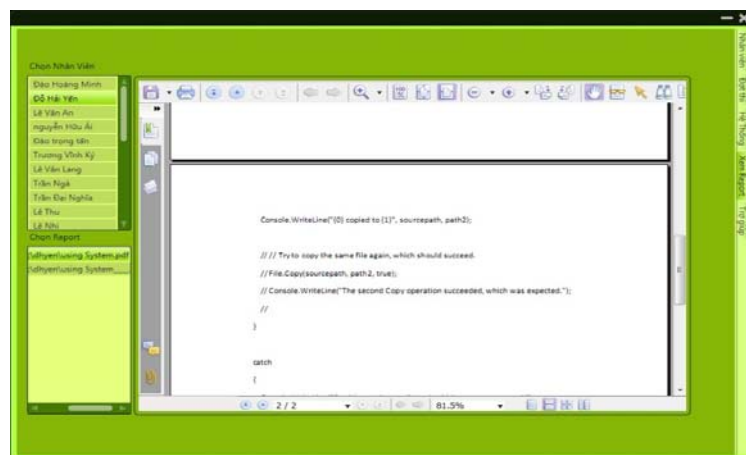 Chọn Nhân Viên
Đào Hoàng Minh
Đỗ Hải Yến
Lê Văn An
nguyễn Hữu Ái
Đào trọng tấn
Trương Vĩnh Ký
Lê Văn Lang
Trần Ngà
Trần Đại Nghĩa
Lê Thu
Lê Nhi
Chọn Report
\dhyen\using System.pdf
\dhyen\using System
Console.WriteLine("{0} copied to {1}", sourcepath, path2);
//// Try to copy the same file again, which should succeed.
//File.Copy(sourcepath, path2, true);
// Console.WriteLine("The second Copy operation succeeded, which was expected.");
//
}
catch
{
2 / 2
81.5%
Nhân viên
Đợt thi
Hệ Thống
Xem Report
Trợ giúp